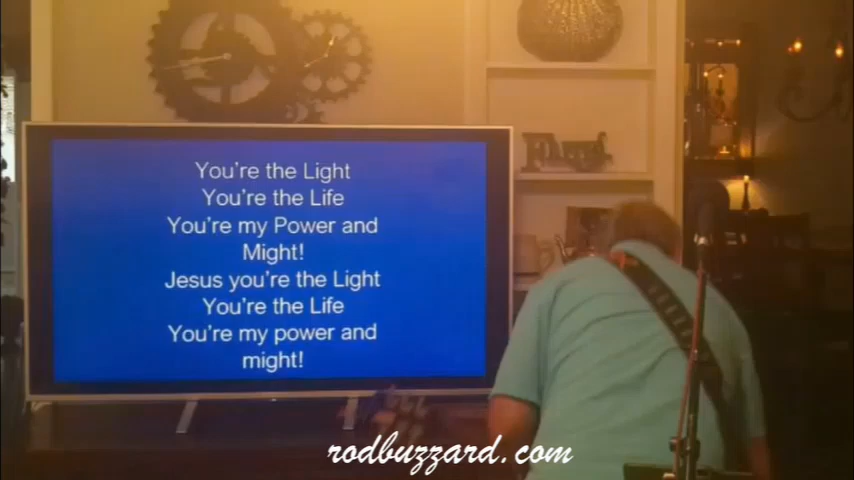 You're the Light
You're the Life
You're my Power and
Might!
Jesus you're the Light
You're the Life
You're my power and
might!
rodbuzzard.com